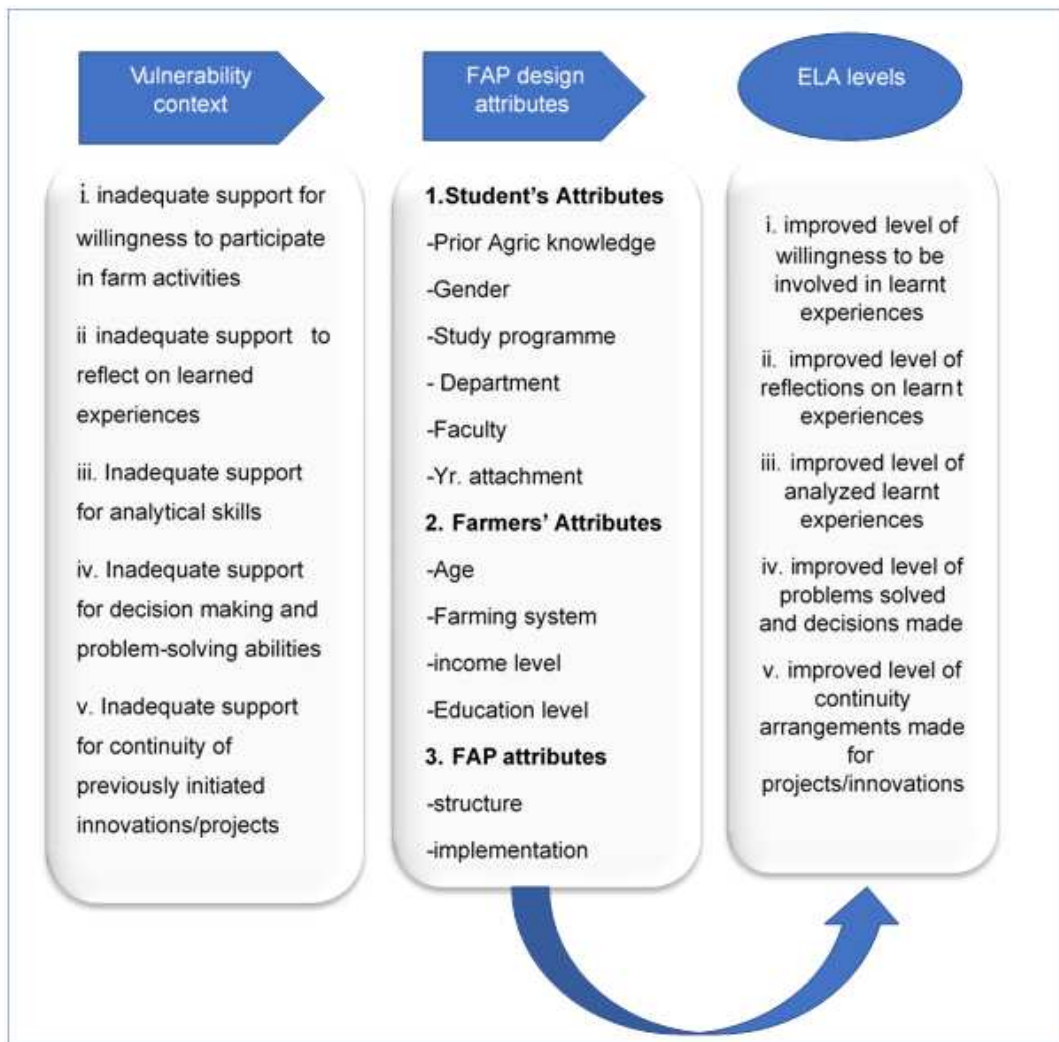 Vulnerability
context
i. inadequate support for
willingness to participate
in farm activities
ii inadequate support to
reflect on learned
experiences
iii. Inadequate support
for analytical skills
iv. Inadequate support
for decision making and
problem-solving abilities
v. Inadequate support
for continuity of
previously initiated
innovations/projects
FAP design
attributes
1.Student’s Attributes
-Prior Agric knowledge
-Gender
-Study programme
- Department
-Faculty
-Yr. attachment
2. Farmers’ Attributes
-Age
-Farming system
-income level
-Education level
3. FAP attributes
-structure
-implementation
ELA levels
i. improved level of
willingness to be
involved in learnt
experiences
ii. improved level of
reflections on learnt
experiences
iii. improved level of
analyzed learnt
experiences
iv. improved level of
problems solved
and decisions made
v. improved level of
continuity
arrangements made
for
projects/innovations